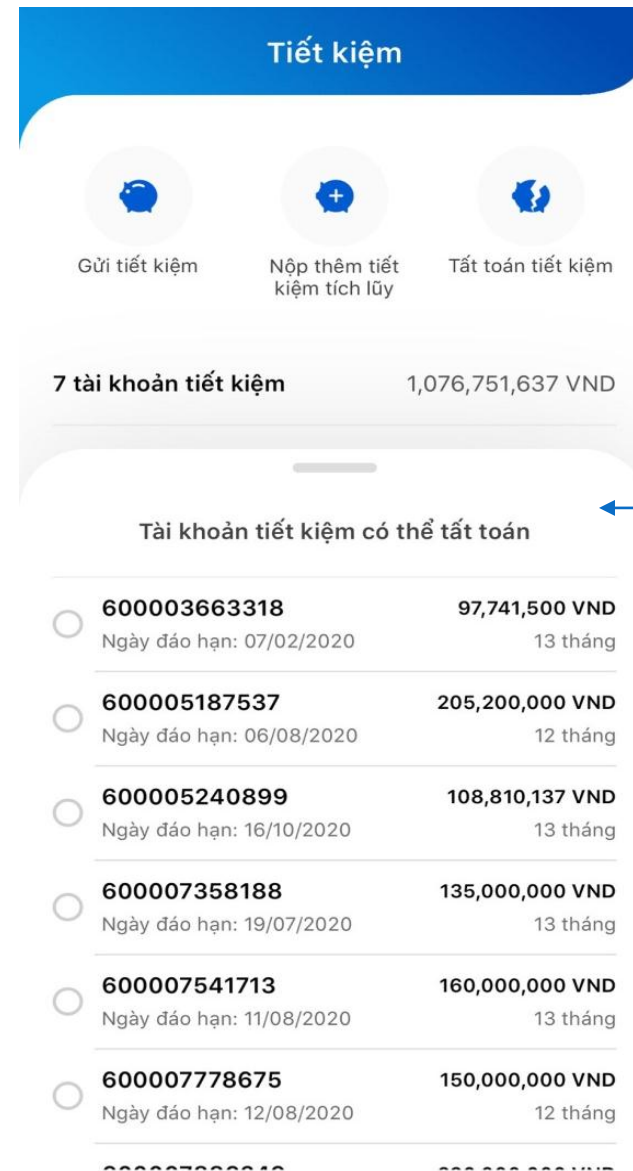 Tiết kiệm
Gửi tiết kiệm
Nộp thêm tiết
kiệm tích lũy
Tất toán tiết kiệm
7 tài khoản tiết kiệm 1,076,751,637 VND
Tài khoản tiết kiệm có thể tất toán
600003663318 97,741,500 VND
Ngày đáo hạn: 07/02/2020 13 tháng
600005187537 205,200,000 VND
Ngày đáo hạn: 06/08/2020 12 tháng
600005240899 108,810,137 VND
Ngày đáo hạn: 16/10/2020 13 tháng
600007358188 135,000,000 VND
Ngày đáo hạn: 19/07/2020 13 tháng
600007541713 160,000,000 VND
Ngày đáo hạn: 11/08/2020 13 tháng
600007778675 150,000,000 VND
Ngày đáo hạn: 12/08/2020 12 tháng